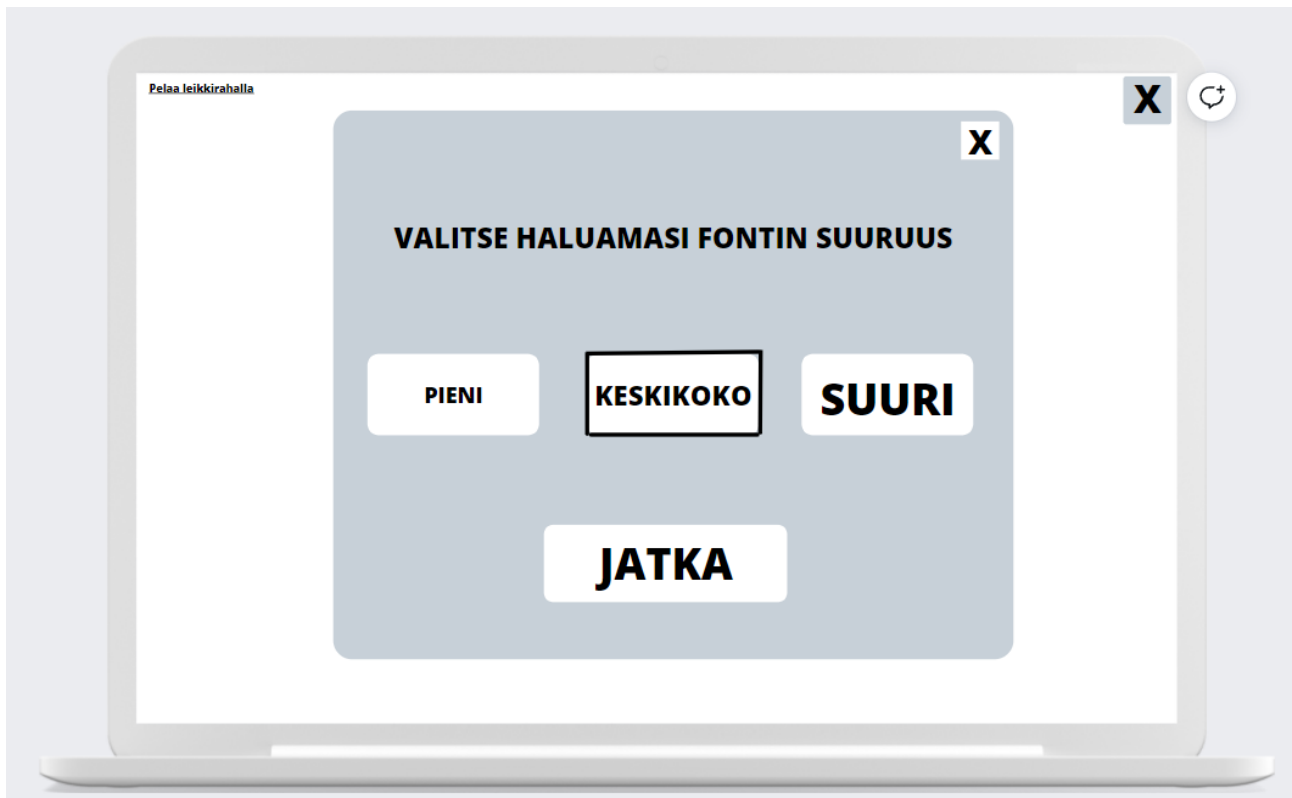 Pelaa leikkirahalla
X
X
VALITSE HALUAMASI FONTIN SUURUUS
PIENI
KESKIKOKO
SUURI
JATKA